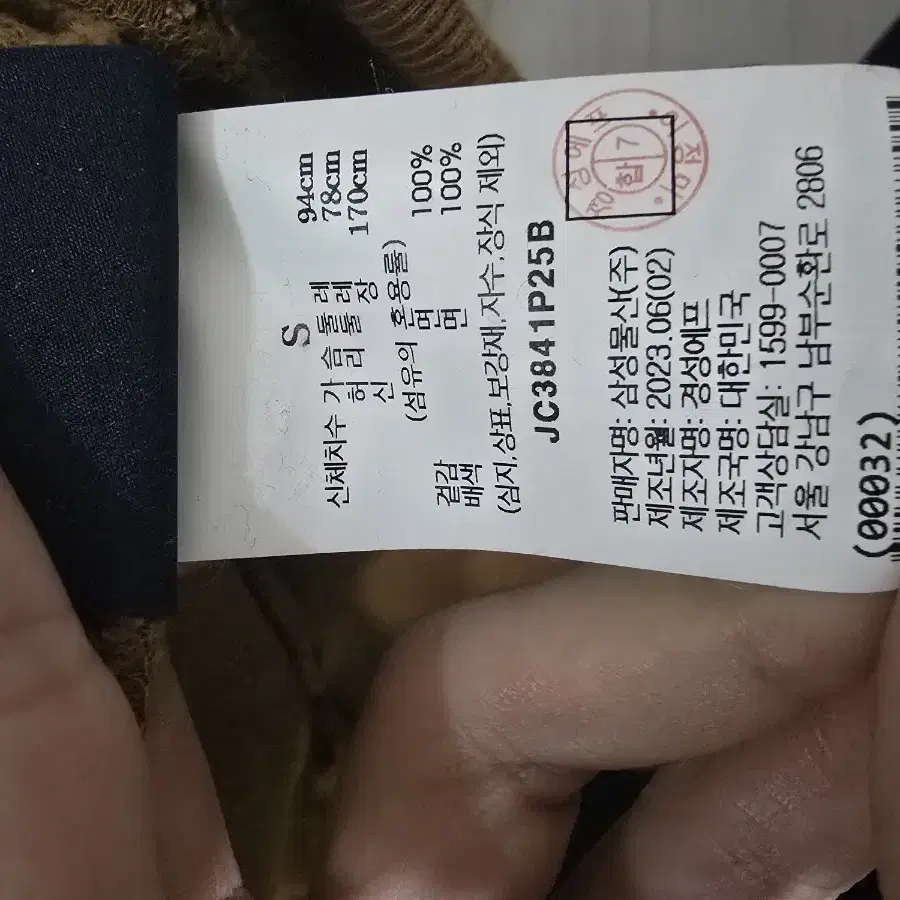 S
신체치수 가슴둘레 94cm
허리둘레 78cm
신장 170cm
(섬유의 혼용률)
겉감 면 100%
배색 면 100%
(심지,상표,보강재,자수,장식 제외)
JC3841P25B
판매자명: 삼성물산(주)
제조년월: 2023.06(02)
제조자명: 경성에프
제조국명: 대한민국
고객상담실: 1599-0007
서울 강남구 남부순환로 2806
(00032)
합 7